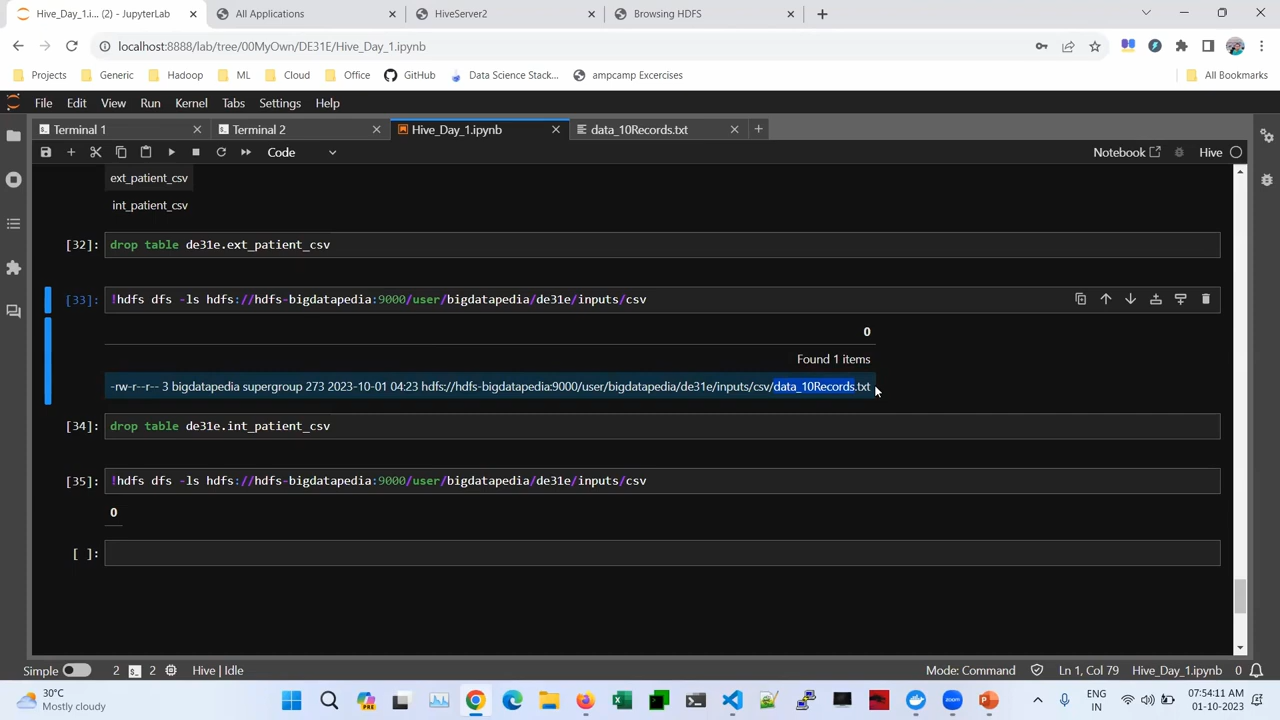 Hive_Day_1.i... (2) - JupyterLab
All Applications
HiveServer2
Browsing HDFS
localhost:8888/lab/tree/00MyOwn/DE31E/Hive_Day_1.ipynb
Projects
Generic
Hadoop
ML
Cloud
Office
GitHub
Data Science Stack...
ampcamp Excercises
All Bookmarks
File Edit View Run Kernel Tabs Settings Help
Terminal 1
Terminal 2
Hive_Day_1.ipynb
data_10Records.txt
Code
Notebook
Hive
ext_patient_csv
int_patient_csv
[32]: drop table de31e.ext_patient_csv
[33]: !hdfs dfs -ls hdfs://hdfs-bigdatapedia:9000/user/bigdatapedia/de31e/inputs/csv
0
Found 1 items
-rw-r--r-- 3 bigdatapedia supergroup 273 2023-10-01 04:23 hdfs://hdfs-bigdatapedia:9000/user/bigdatapedia/de31e/inputs/csv/data_10Records.txt
[34]: drop table de31e.int_patient_csv
[35]: !hdfs dfs -ls hdfs://hdfs-bigdatapedia:9000/user/bigdatapedia/de31e/inputs/csv
0
[ ]:
Simple 2 2 Hive | Idle
Mode: Command Ln 1, Col 79 Hive_Day_1.ipynb 0
30°C
Mostly cloudy
PRE
ENG
IN
07:54:11 AM
01-10-2023